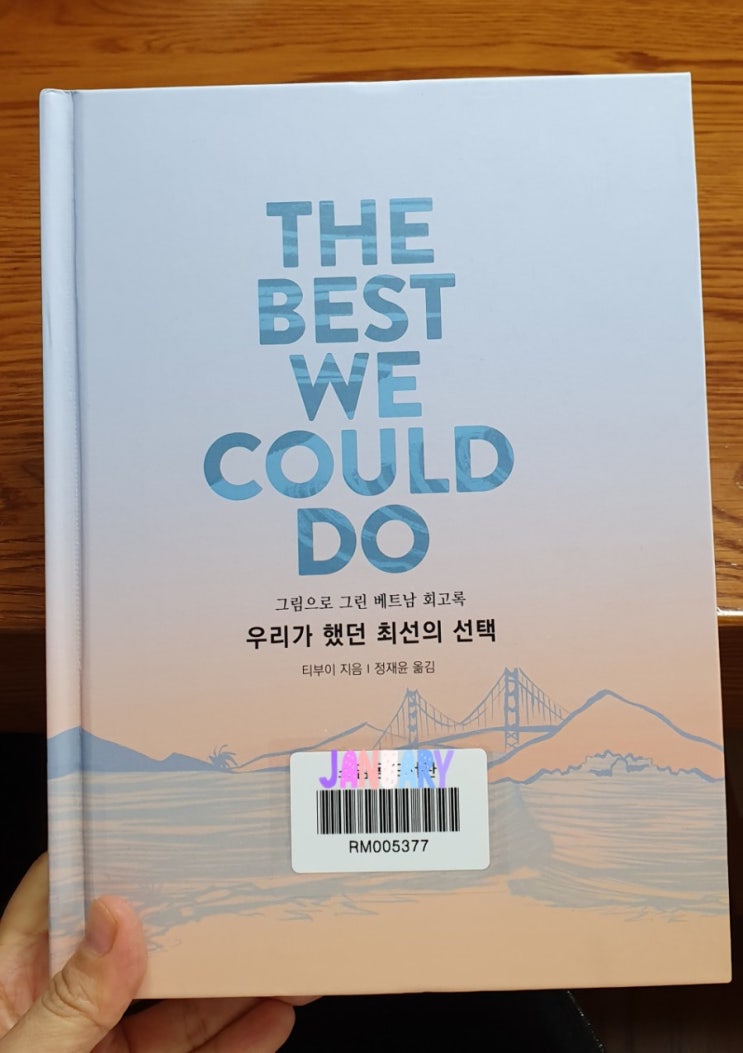 THE
BEST
WE
COULD
DO
그림으로 그린 베트남 회고록
우리가 했던 최선의 선택
티부이 지음 | 정재윤 옮김
JANUARY
RM005377